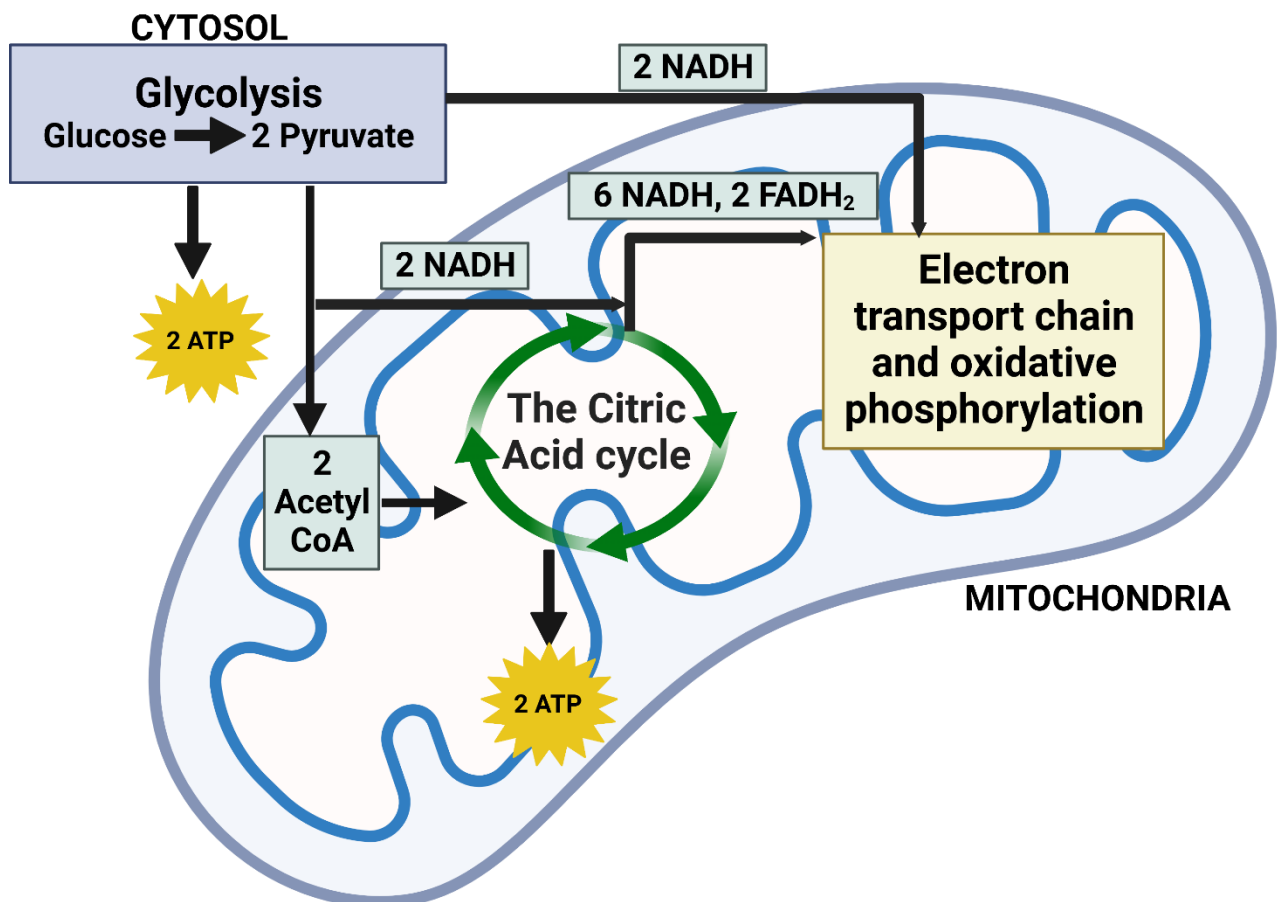 CYTOSOL
Glycolysis
Glucose 2 Pyruvate
2 NADH
6 NADH, 2 FADH₂
2 NADH
2 ATP
Electron
transport chain
and oxidative
phosphorylation
The Citric
Acid cycle
2
Acetyl
CoA
MITOCHONDRIA
2 ATP